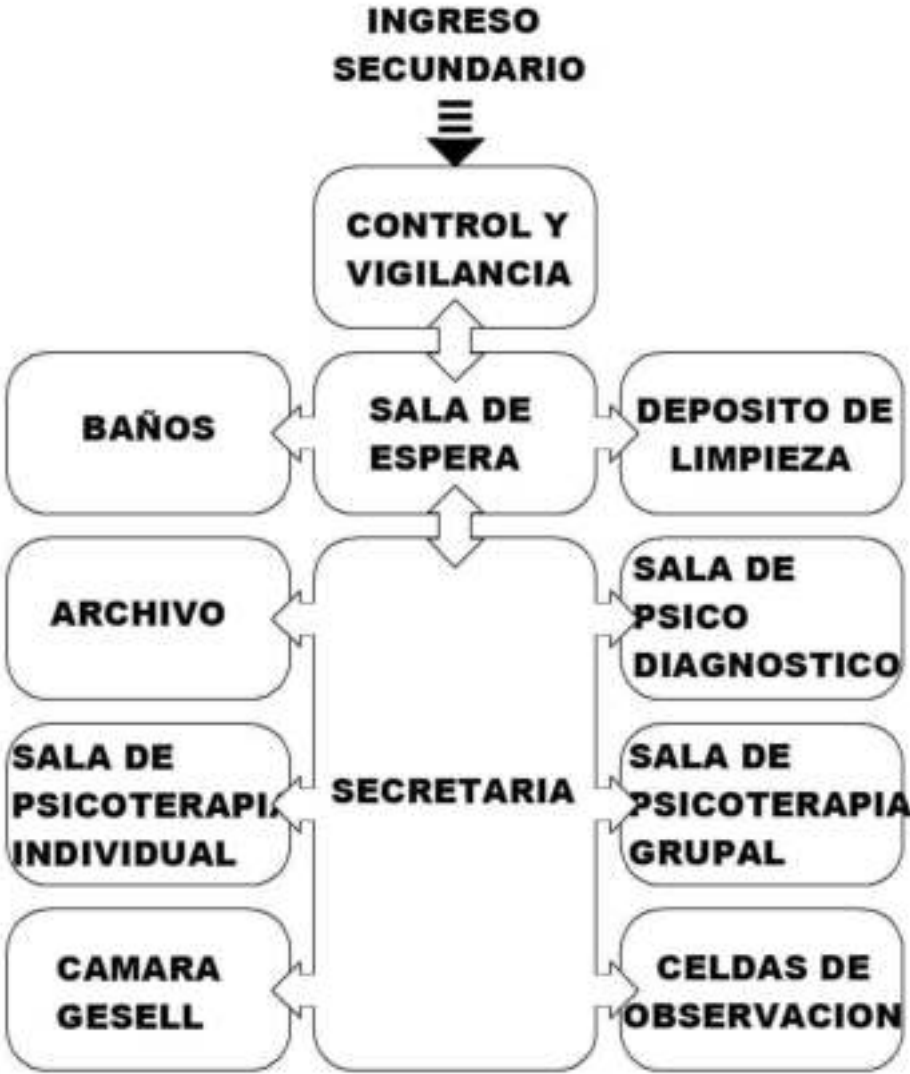 INGRESO
SECUNDARIO
CONTROL Y
VIGILANCIA
BAÑOS
SALA DE
ESPERA
DEPOSITO DE
LIMPIEZA
ARCHIVO
SALA DE
PSICO
DIAGNOSTICO
SALA DE
PSICOTERAPIA
INDIVIDUAL
SECRETARIA
SALA DE
PSICOTERAPIA
GRUPAL
CAMARA
GESELL
CELDAS DE
OBSERVACION